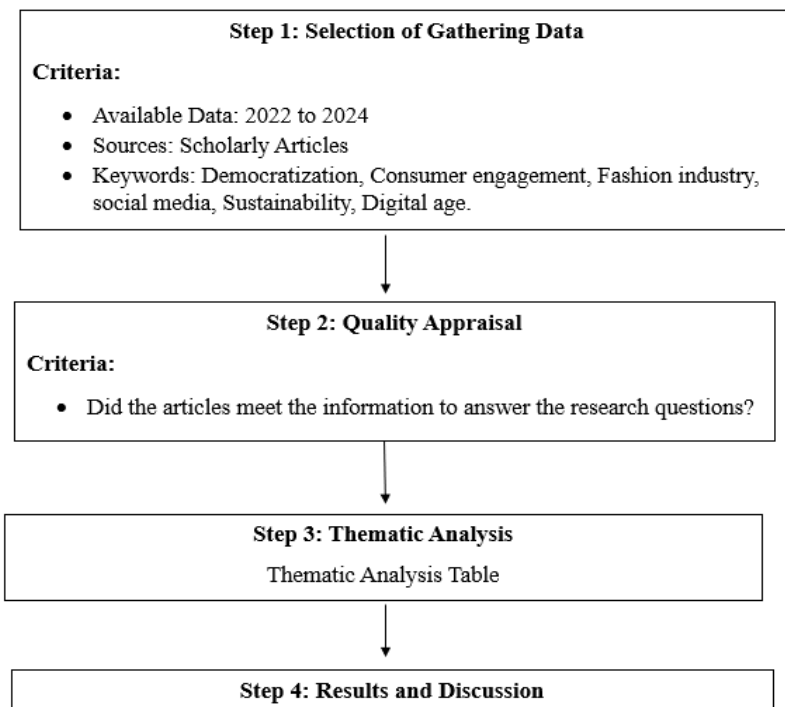 Step 1: Selection of Gathering Data
Criteria:
• Available Data: 2022 to 2024
• Sources: Scholarly Articles
• Keywords: Democratization, Consumer engagement, Fashion industry,
social media, Sustainability, Digital age.
Step 2: Quality Appraisal
Criteria:
• Did the articles meet the information to answer the research questions?
Step 3: Thematic Analysis
Thematic Analysis Table
Step 4: Results and Discussion